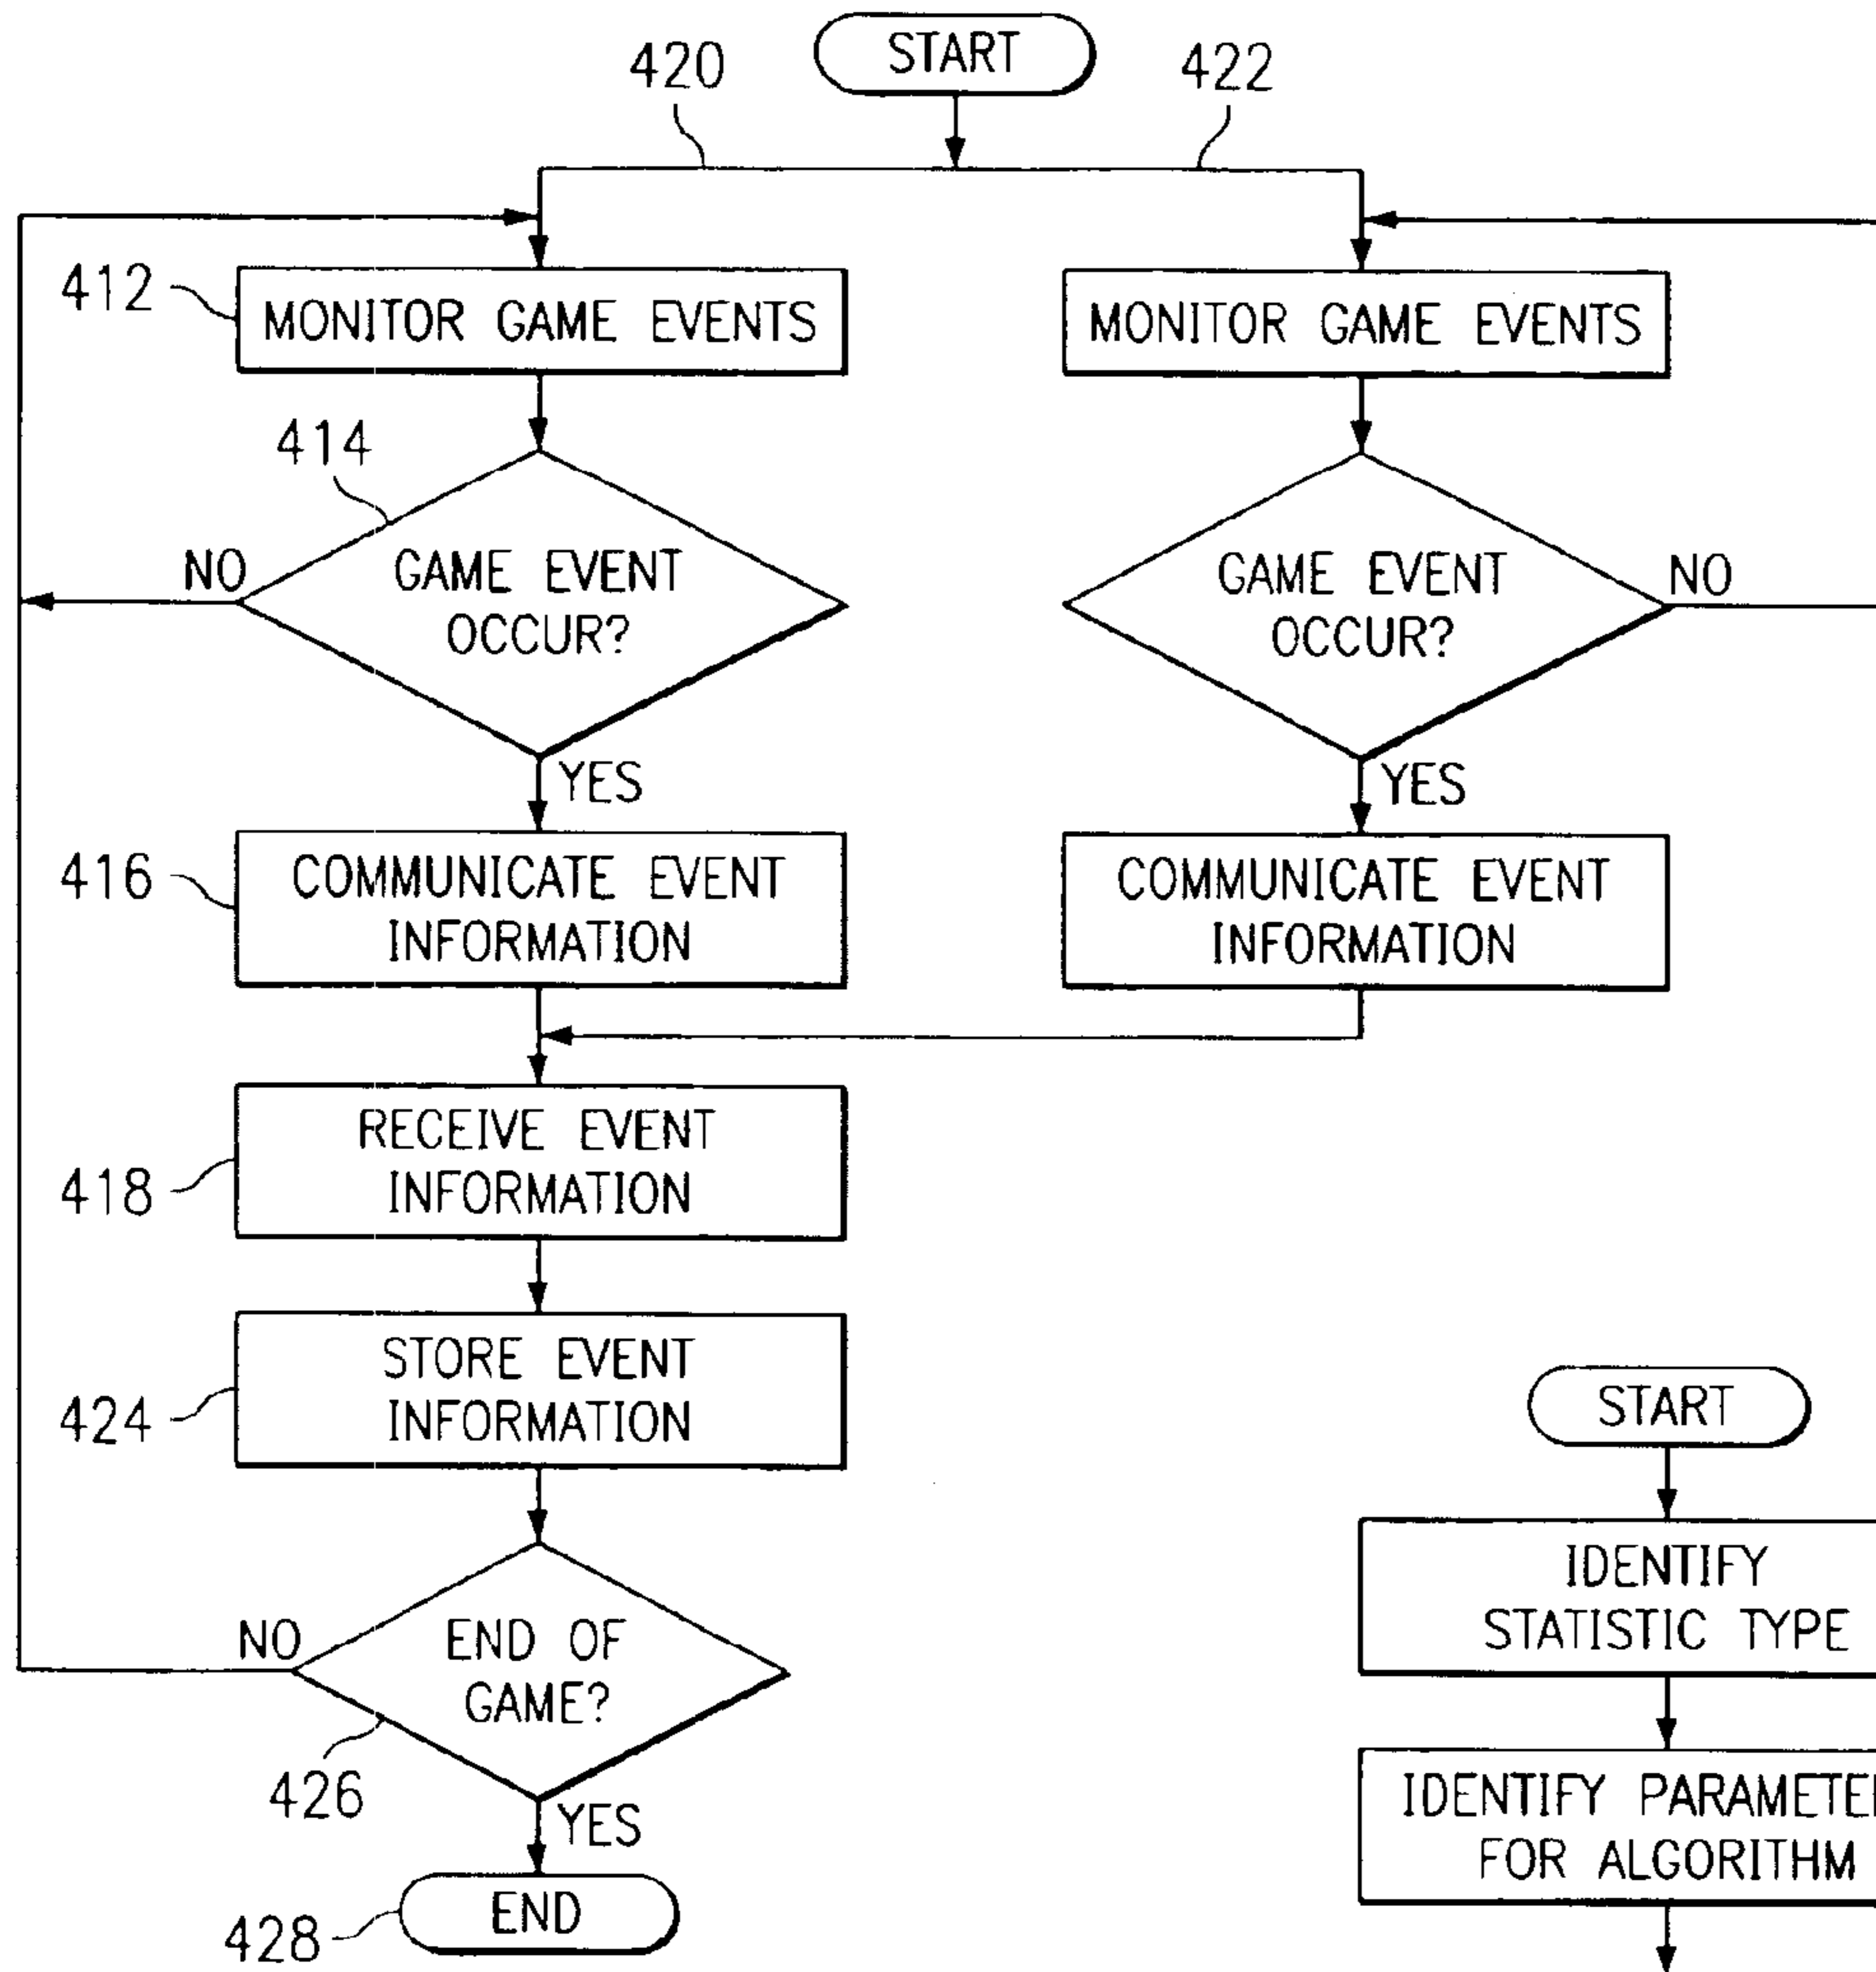 START
420
422
412
MONITOR GAME EVENTS
MONITOR GAME EVENTS
414
NO
GAME EVENT
OCCUR?
GAME EVENT
OCCUR?
NO
YES
YES
416
COMMUNICATE EVENT
INFORMATION
COMMUNICATE EVENT
INFORMATION
418
RECEIVE EVENT
INFORMATION
424
STORE EVENT
INFORMATION
START
NO
END OF
GAME?
426
YES
IDENTIFY
STATISTIC TYPE
IDENTIFY PARAMETE
FOR ALGORITHM
END
428